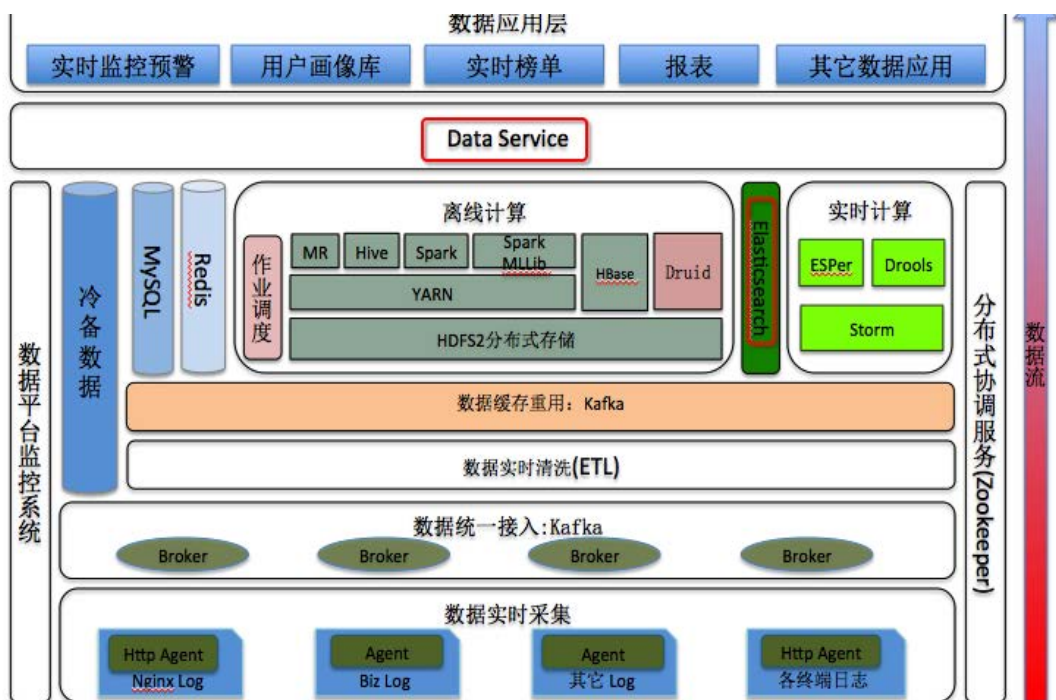 数据应用层
实时监控预警
用户画像库
实时榜单
报表
其它数据应用
Data Service
数据平台监控系统
冷备数据
MySQL
Redis
离线计算
作业调度
MR
Hive
Spark
Spark
MLLib
YARN
HBase
Druid
HDFS2分布式存储
Elasticsearch
实时计算
ESPer
Drools
Storm
分布式协调服务(Zookeeper)
数据流
数据缓存重用：Kafka
数据实时清洗(ETL)
数据统一接入:Kafka
Broker
Broker
Broker
Broker
数据实时采集
Http Agent
Nginx Log
Agent
Biz Log
Agent
其它 Log
Http Agent
各终端日志